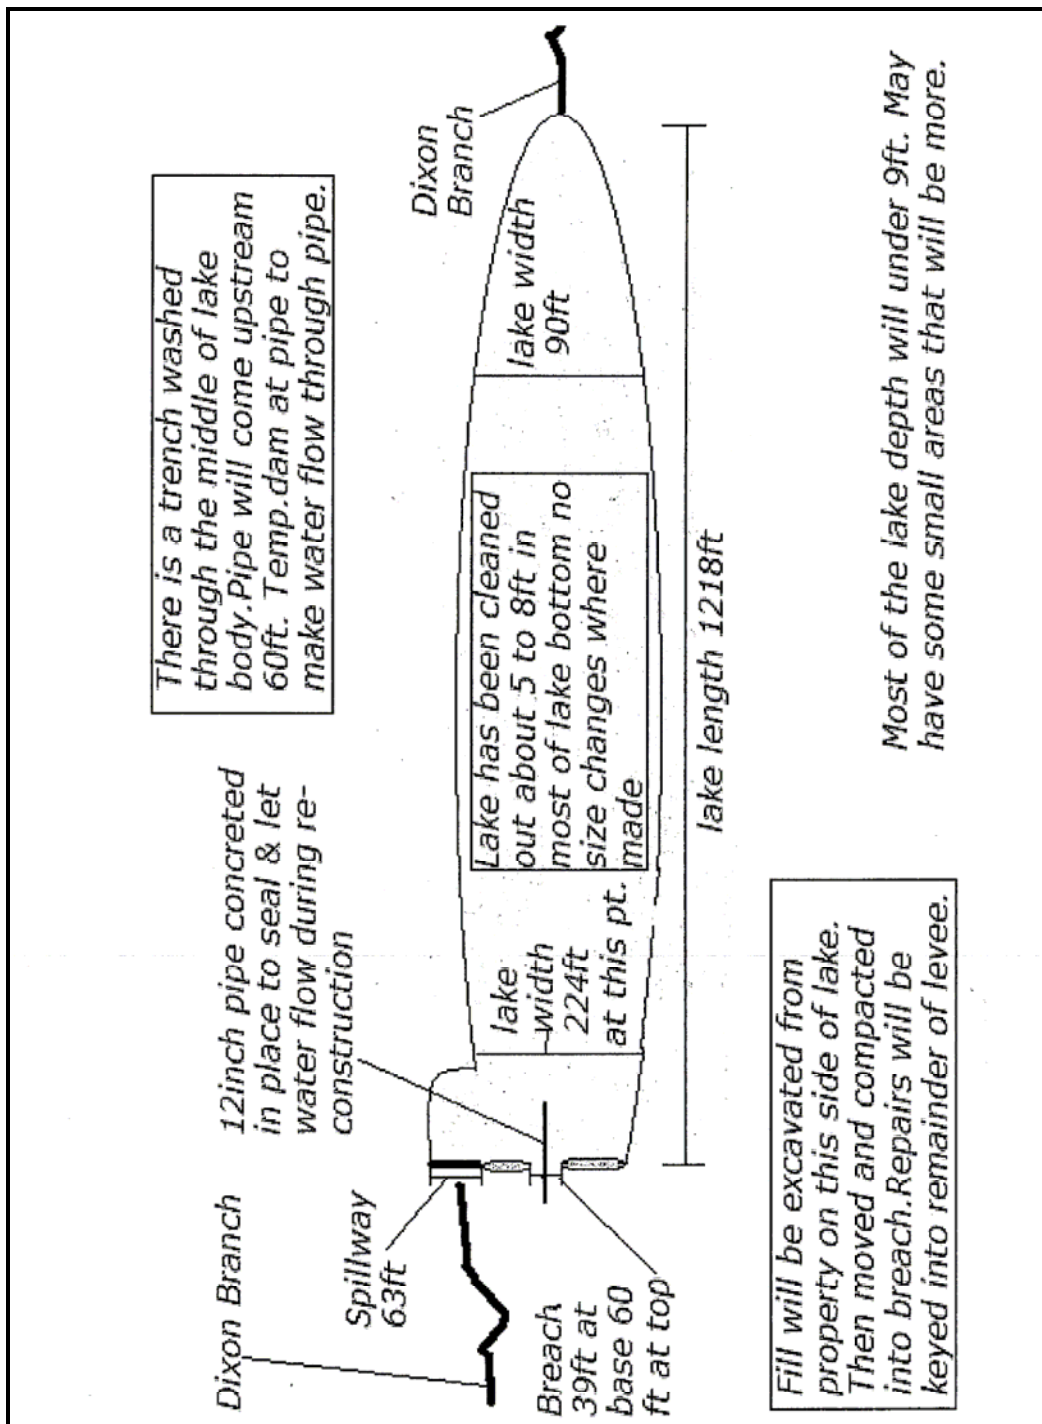 Dixon Branch
Spillway
63ft
Breach
39ft at
base 60
ft at top
12inch pipe concreted
in place to seal & let
water flow during re-
construction
There is a trench washed
through the middle of lake
body.Pipe will come upstream
60ft. Temp.dam at pipe to
make water flow through pipe.
Dixon
Branch
lake
width
224ft
at this pt.
Lake has been cleaned
out about 5 to 8ft in
most of lake bottom no
size changes where
made
lake width
90ft
lake length 1218ft
Fill will be excavated from
property on this side of lake.
Then moved and compacted
into breach.Repairs will be
keyed into remainder of levee.
Most of the lake depth will under 9ft. May
have some small areas that will be more.